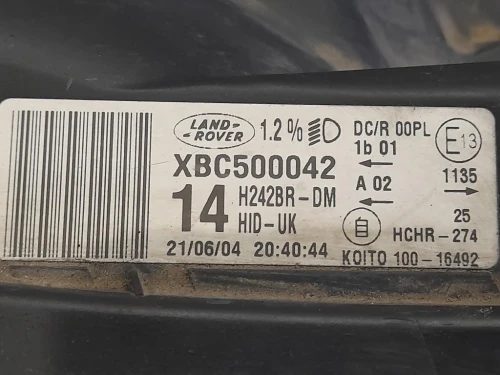 LAND-
ROVER
1.2%
DC/R 00PL
E13
1b 01
XBC500042
1135
A 02
14 H242BR-DM
HID-UK
25
HCHR-274
21/06/04 20:40:44
KOITO 100-16492